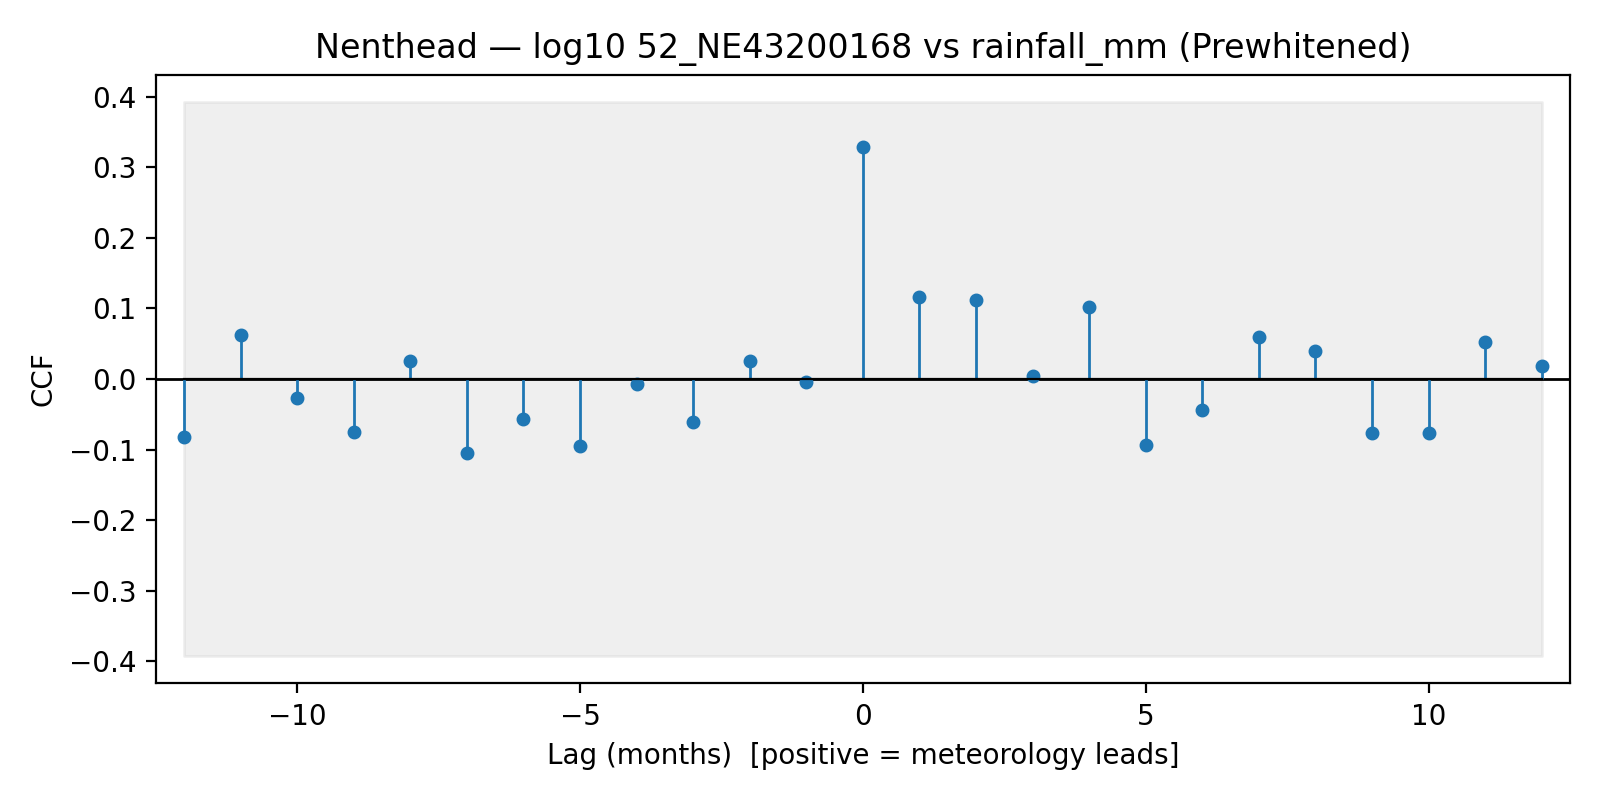 Nenthead — log10 52_NE43200168 vs rainfall_mm (Prewhitened)
CCF
0.4
0.3
0.2
0.1
0.0
−0.1
−0.2
−0.3
−0.4
−10 −5 0 5 10
Lag (months)  [positive = meteorology leads]